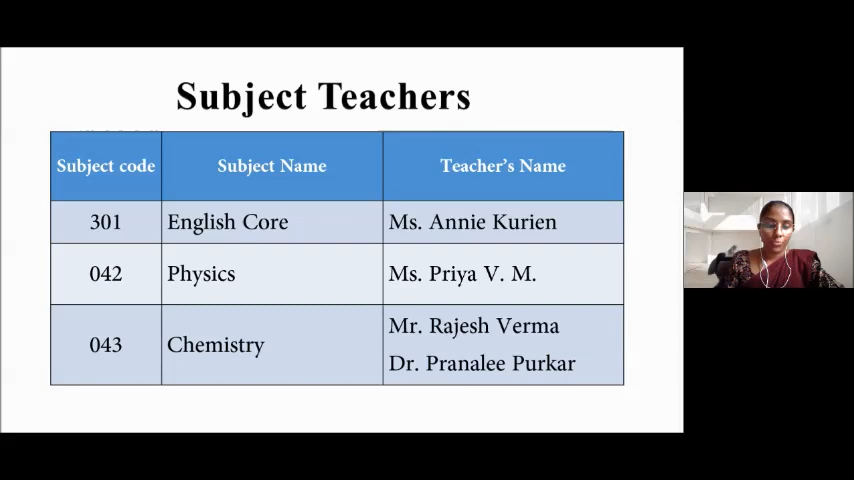 Subject Teachers
Subject code Subject Name Teacher's Name
301 English Core Ms. Annie Kurien
042 Physics Ms. Priya V. M.
043 Chemistry Mr. Rajesh Verma
Dr. Pranalee Purkar